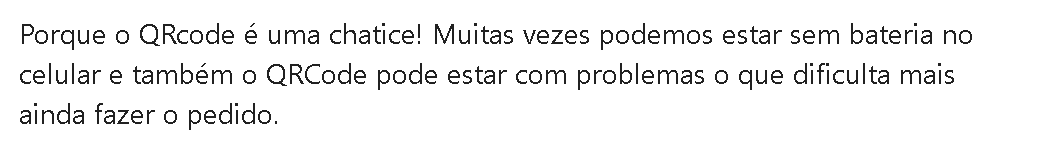 Porque o QRcode é uma chatice! Muitas vezes podemos estar sem bateria no
celular e também o QRCode pode estar com problemas o que dificulta mais
ainda fazer o pedido.